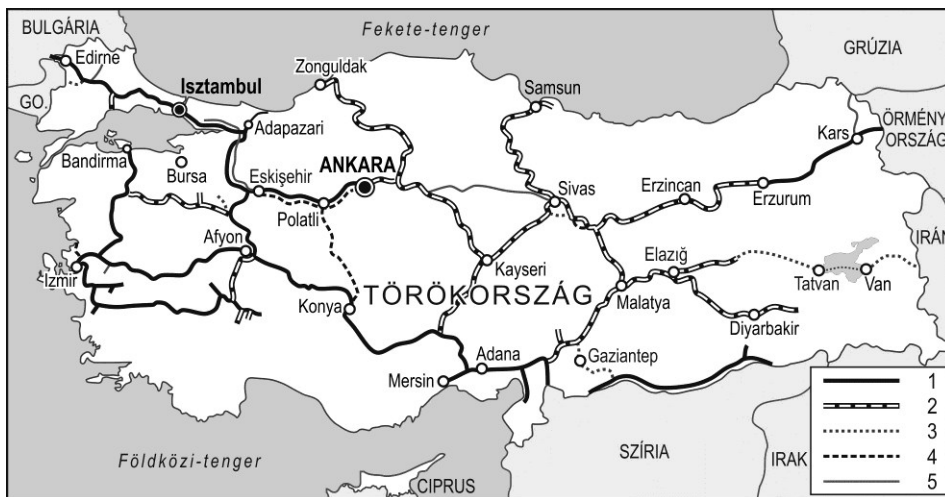 BULGÁRIA
Fekete-tenger
GRÚZIA
Edirne
Zonguldak
Isztambul
Samsun
GO.
ÖRMÉNY-
ORSZÁG
Adapazari
Kars
Bandirma
Bursa
Eskişehir
ANKARA
Sivas
Erzincan
Erzurum
Polatli
IRÁN
Afyon
Kayseri
Elazığ
Izmir
Tatvan
Van
Konya
TÖRÖKORSZÁG
Malatya
Diyarbakir
Adana
Gaziantep
Mersin
1
2
3
4
5
Földközi-tenger
CIPRUS
SZÍRIA
IRAK